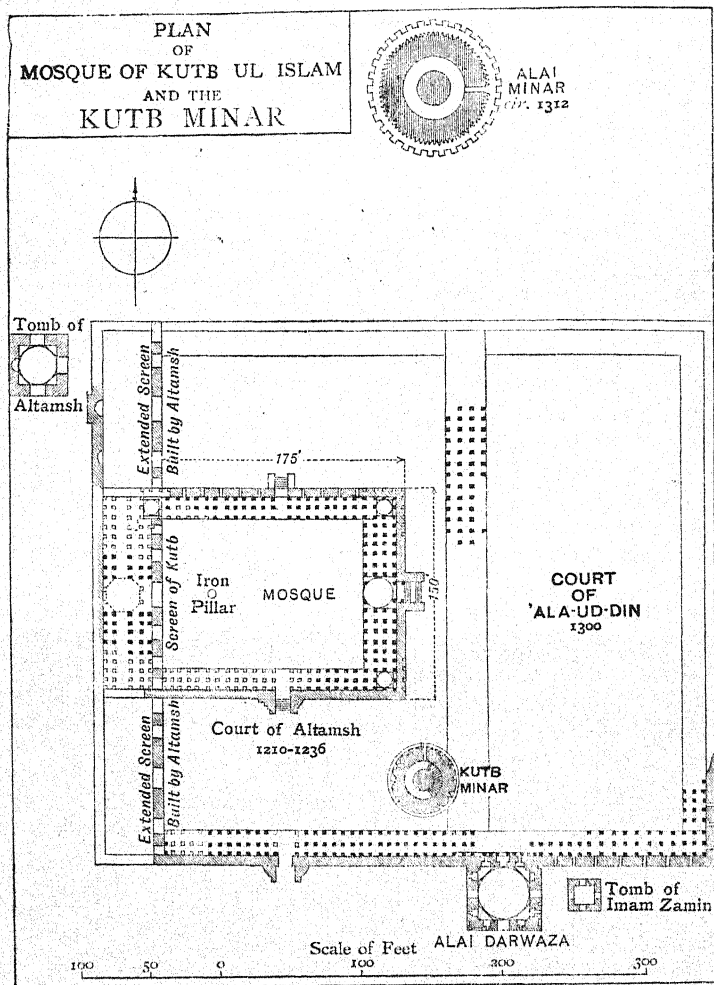 PLAN
OF
MOSQUE OF KUTB UL ISLAM
AND THE
KUTB MINAR
ALAI
MINAR
cir. 1312
Tomb of
Altamsh
Extended Screen
Built by Altamsh
175'
Screen of Kutb
Iron
Pillar
MOSQUE
150
COURT
OF
'ALA-UD-DIN
1300
Extended Screen
Built by Altamsh
Court of Altamsh
1210-1236
KUTB
MINAR
Tomb of
Imam Zamin
ALAI DARWAZA
Scale of Feet
100 50 0 100 200 300